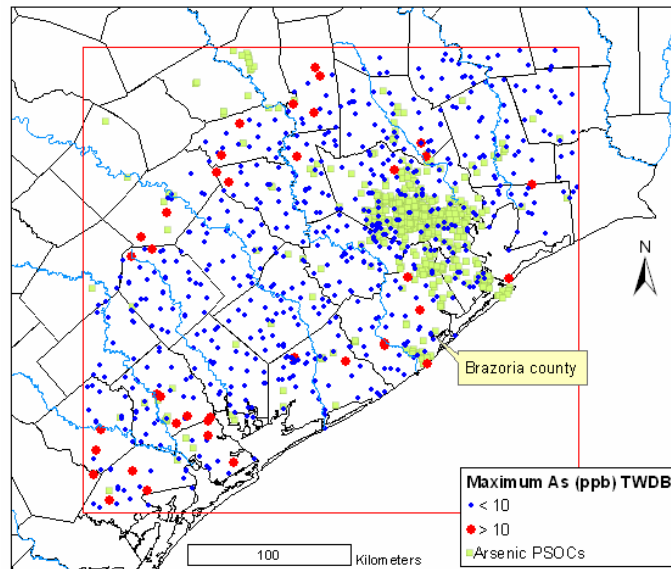 N
Brazoria county
Maximum As (ppb) TWDB
< 10
> 10
Arsenic PSOCs
100 Kilometers